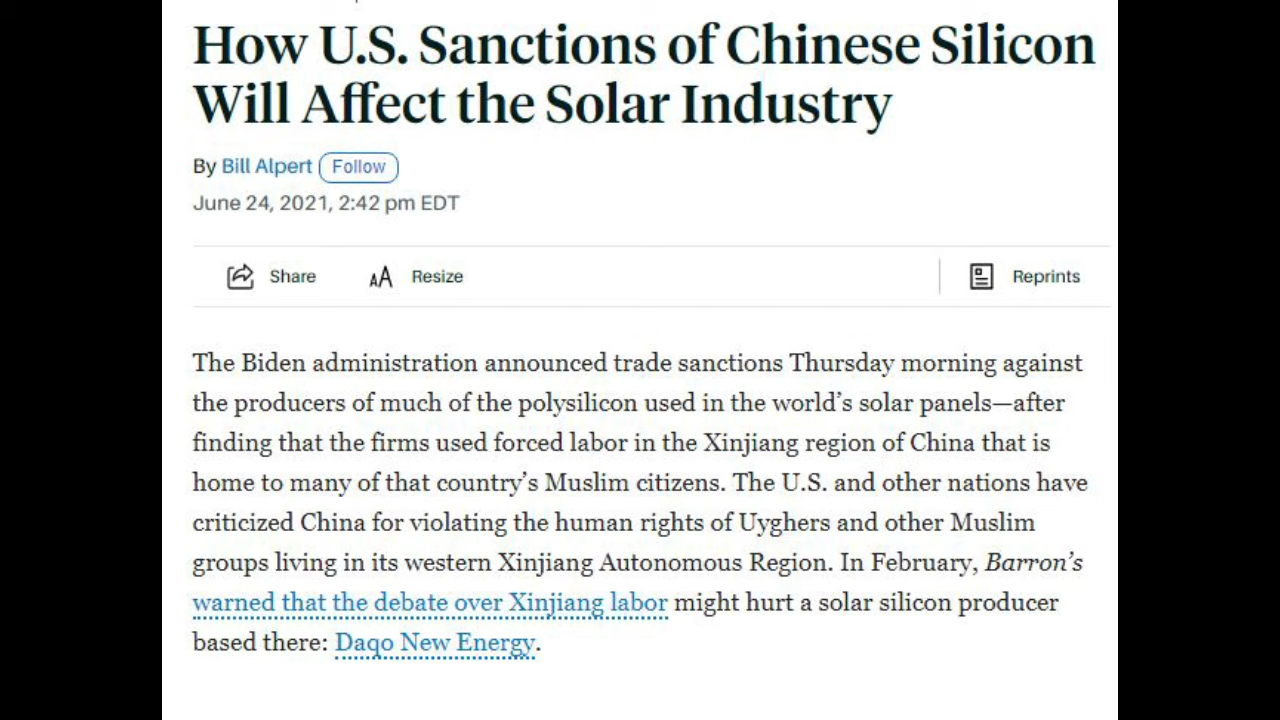 How U.S. Sanctions of Chinese Silicon
Will Affect the Solar Industry
By Bill Alpert Follow
June 24, 2021, 2:42 pm EDT
Share AA Resize Reprints
The Biden administration announced trade sanctions Thursday morning against
the producers of much of the polysilicon used in the world’s solar panels—after
finding that the firms used forced labor in the Xinjiang region of China that is
home to many of that country’s Muslim citizens. The U.S. and other nations have
criticized China for violating the human rights of Uyghers and other Muslim
groups living in its western Xinjiang Autonomous Region. In February, Barron’s
warned that the debate over Xinjiang labor might hurt a solar silicon producer
based there: Daqo New Energy.